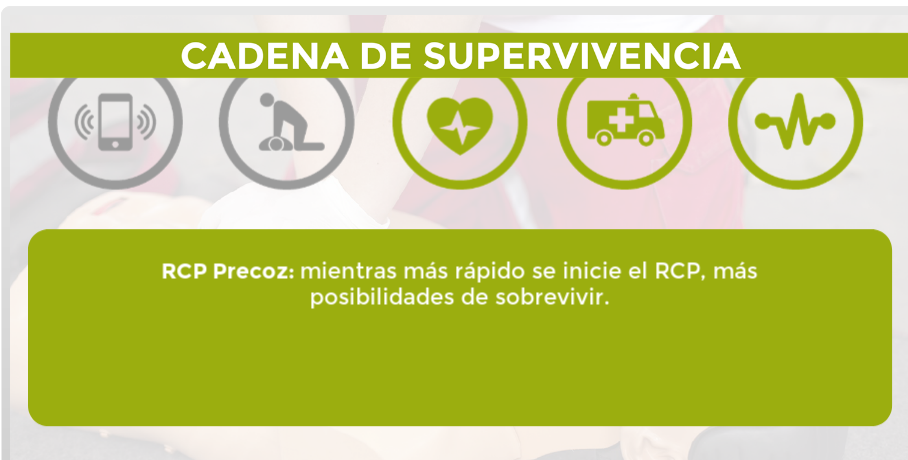 CADENA DE SUPERVIVENCIA
RCP Precoz: mientras más rápido se inicie el RCP, más
posibilidades de sobrevivir.